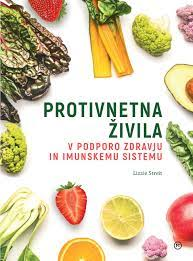 PROTIVNETNA
ŽIVILA
V PODPORO ZDRAVJU
IN IMUNSKEMU SISTEMU
Lizzie Streit